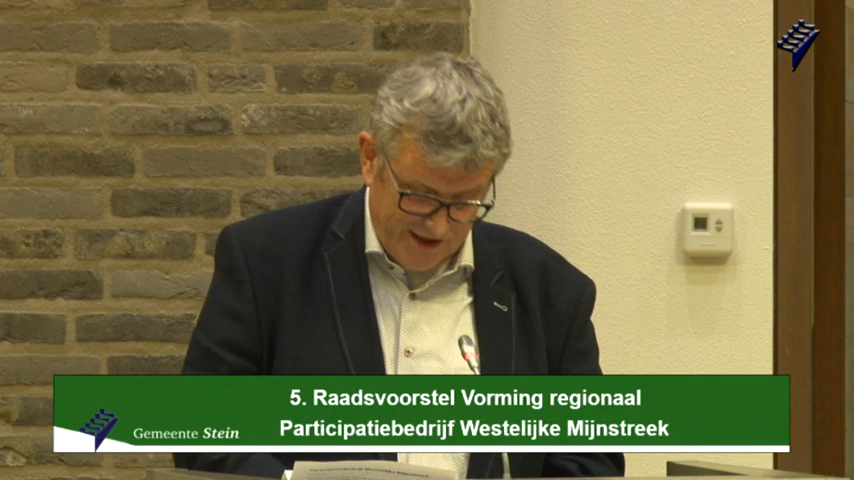 5. Raadsvoorstel Vorming regionaal
Participatiebedrijf Westelijke Mijnstreek
Gemeente Stein